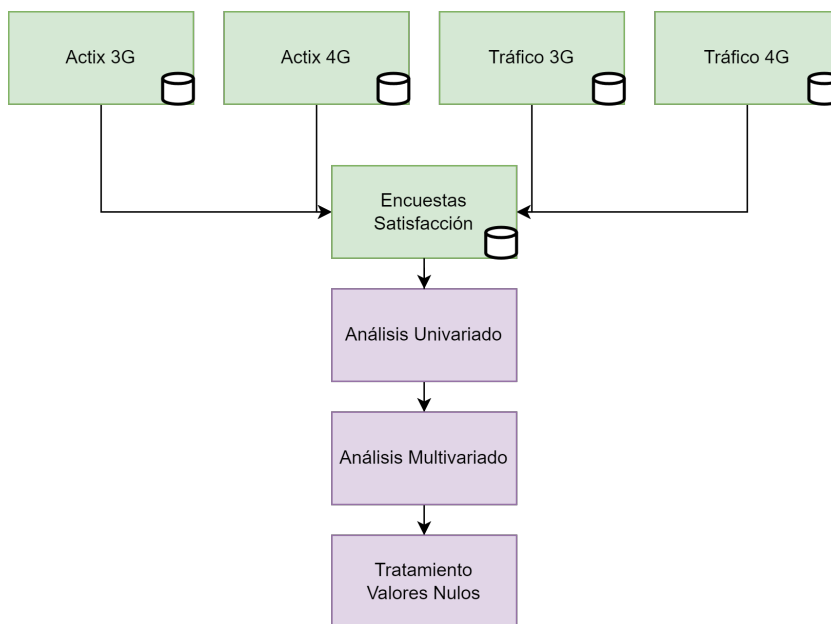 Actix 3G
Actix 4G
Tráfico 3G
Tráfico 4G
Encuestas
Satisfacción
Análisis Univariado
Análisis Multivariado
Tratamiento
Valores Nulos